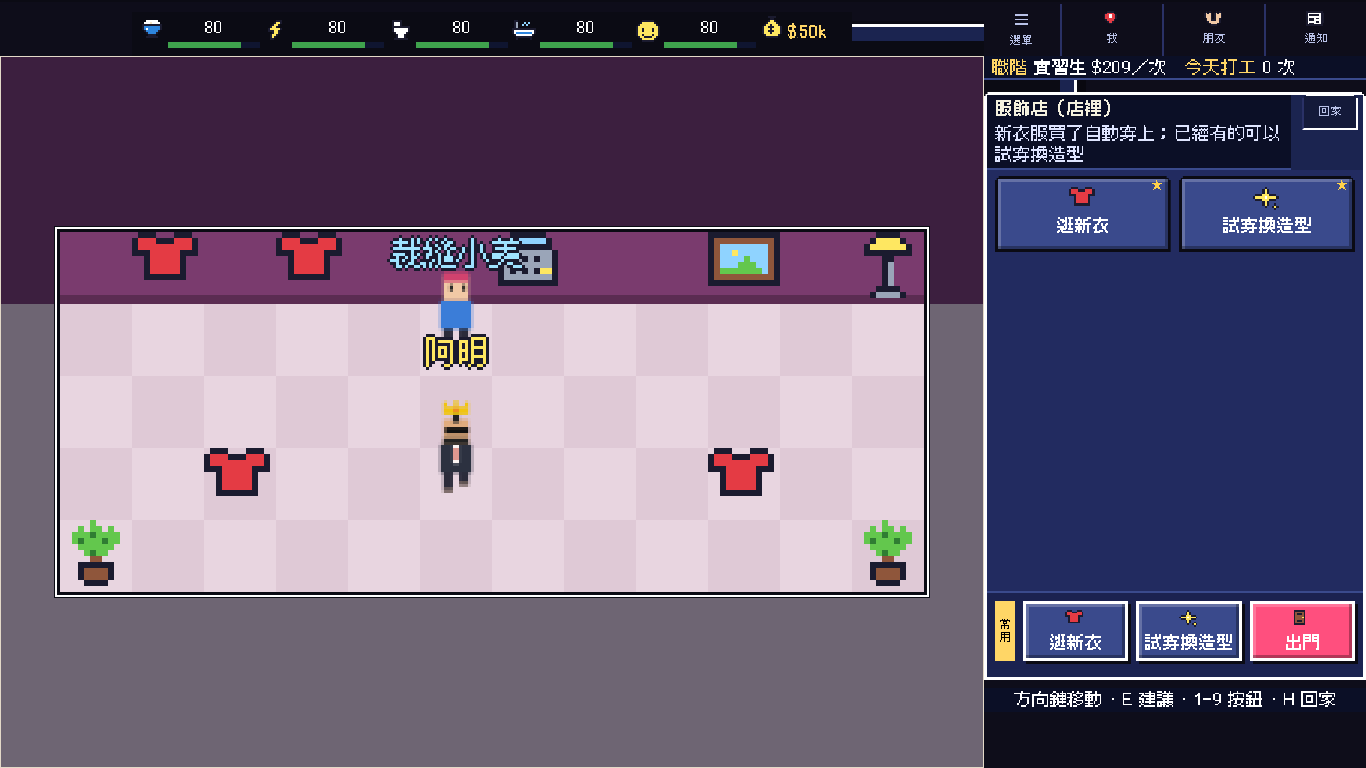 80 80 80 80 80 $50k
選單 我 朋友 通知
職階 實習生 $209／次 今天打工 0 次
服飾店（店裡）
新衣服買了自動穿上；已經有的可以
試穿換造型
回家
逛新衣 試穿換造型
裁縫小美
阿明
常用
逛新衣 試穿換造型 出門
方向鍵移動 · E 建議 · 1-9 按鈕 · H 回家